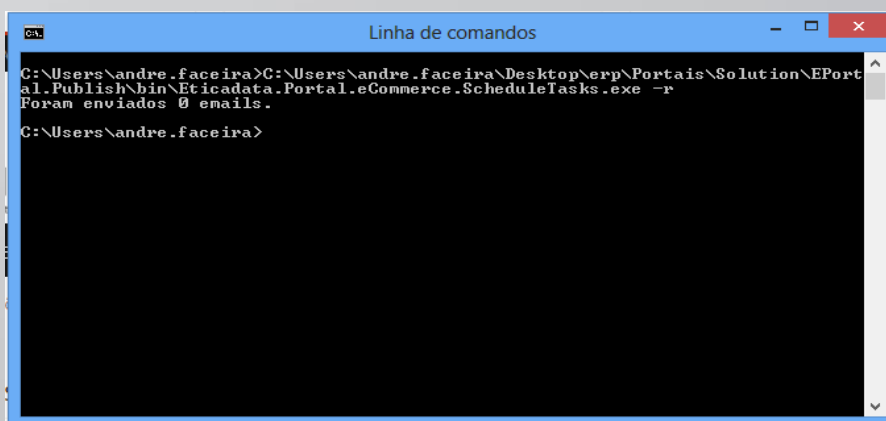 Linha de comandos
C:\Users\andre.faceira>C:\Users\andre.faceira\Desktop\erp\Portais\Solution\EPort
al.Publish\bin\Eticadata.Portal.eCommerce.ScheduleTasks.exe -r
Foram enviados 0 emails.
C:\Users\andre.faceira>